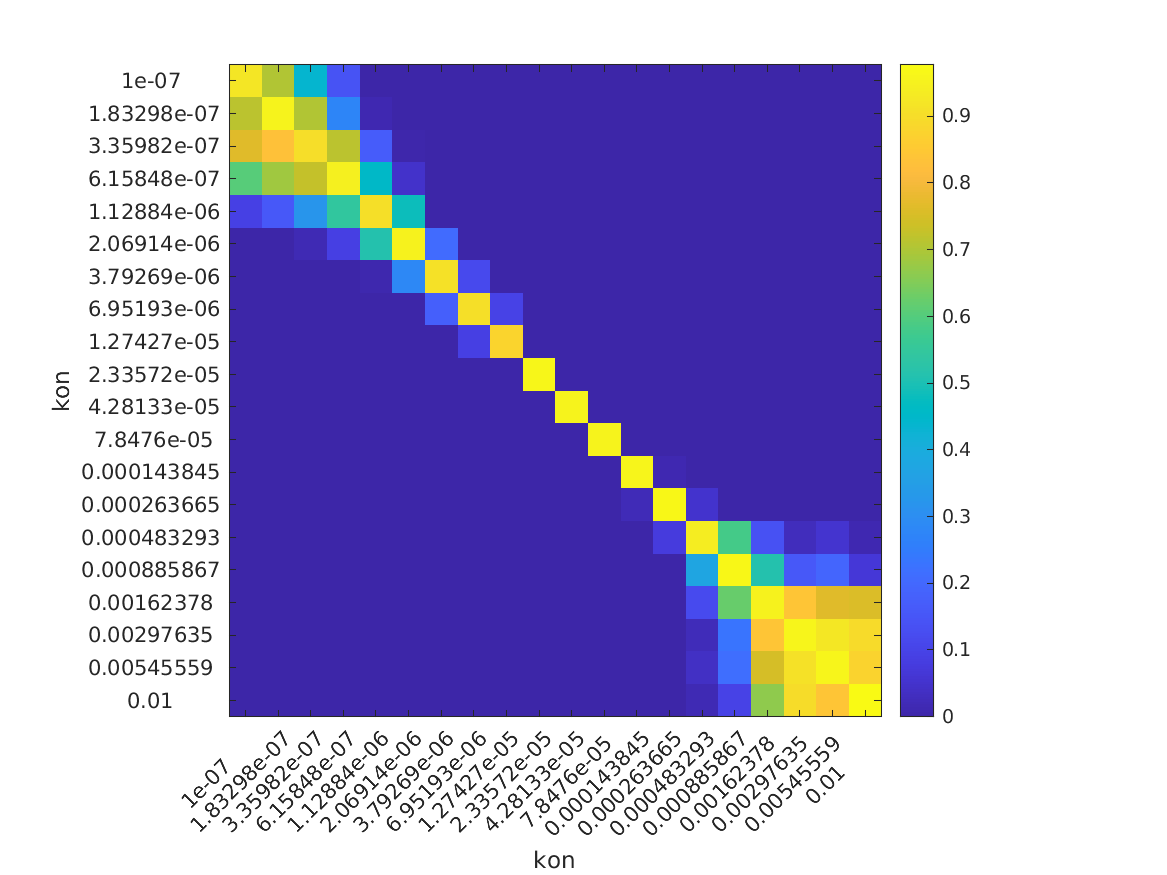 1e-07
1.83298e-07
3.35982e-07
6.15848e-07
1.12884e-06
2.06914e-06
3.79269e-06
6.95193e-06
1.27427e-05
2.33572e-05
4.28133e-05
7.8476e-05
0.000143845
0.000263665
0.000483293
0.000885867
0.00162378
0.00297635
0.00545559
0.01
kon
0.9
0.8
0.7
0.6
0.5
0.4
0.3
0.2
0.1
0
1e-07
1.83298e-07
3.35982e-07
6.15848e-07
1.12884e-06
2.06914e-06
3.79269e-06
6.95193e-06
1.27427e-05
2.33572e-05
4.28133e-05
7.8476e-05
0.000143845
0.000263665
0.000483293
0.000885867
0.00162378
0.00297635
0.00545559
0.01
kon